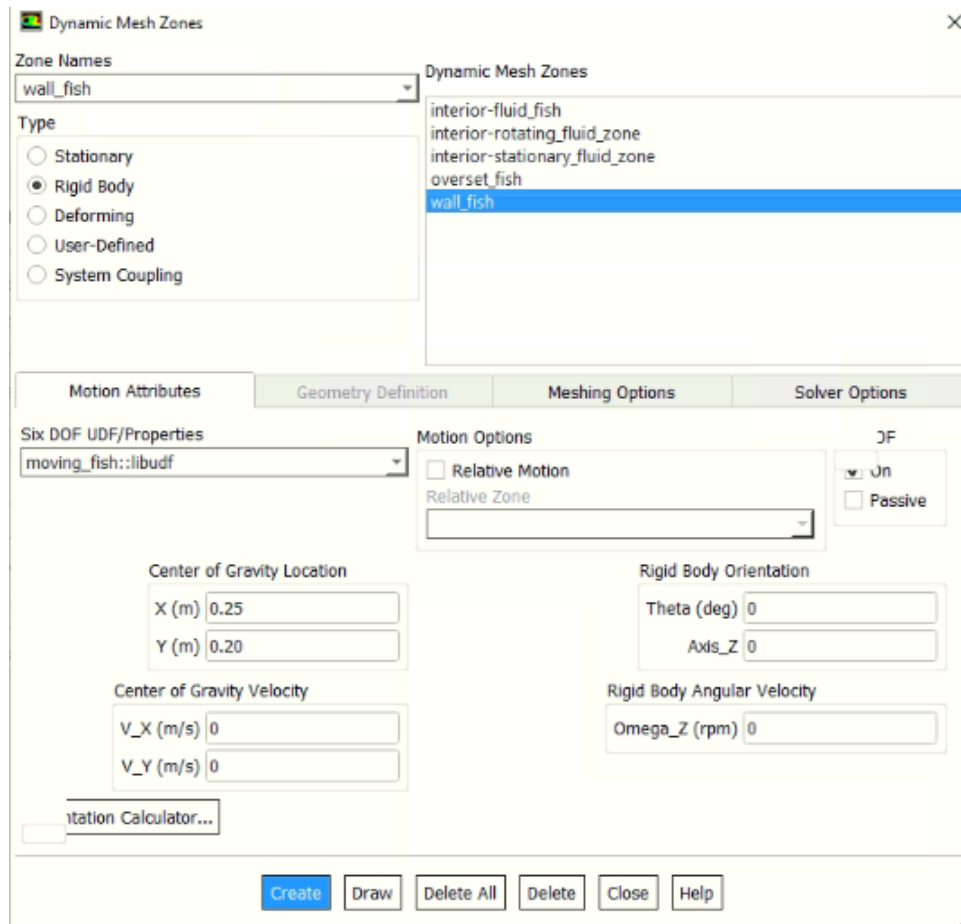 Dynamic Mesh Zones
Zone Names
wall_fish
Type
Stationary
Rigid Body
Deforming
User-Defined
System Coupling
Dynamic Mesh Zones
interior-fluid_fish
interior-rotating_fluid_zone
interior-stationary_fluid_zone
overset_fish
wall_fish
Motion Attributes
Geometry Definition
Meshing Options
Solver Options
Six DOF UDF/Properties
moving_fish::libudf
Motion Options
Relative Motion
Relative Zone
OF
On
Passive
Center of Gravity Location
X (m) 0.25
Y (m) 0.20
Rigid Body Orientation
Theta (deg) 0
Axis_Z 0
Center of Gravity Velocity
V_X (m/s) 0
V_Y (m/s) 0
Rigid Body Angular Velocity
Omega_Z (rpm) 0
ntation Calculator...
Create Draw Delete All Delete Close Help